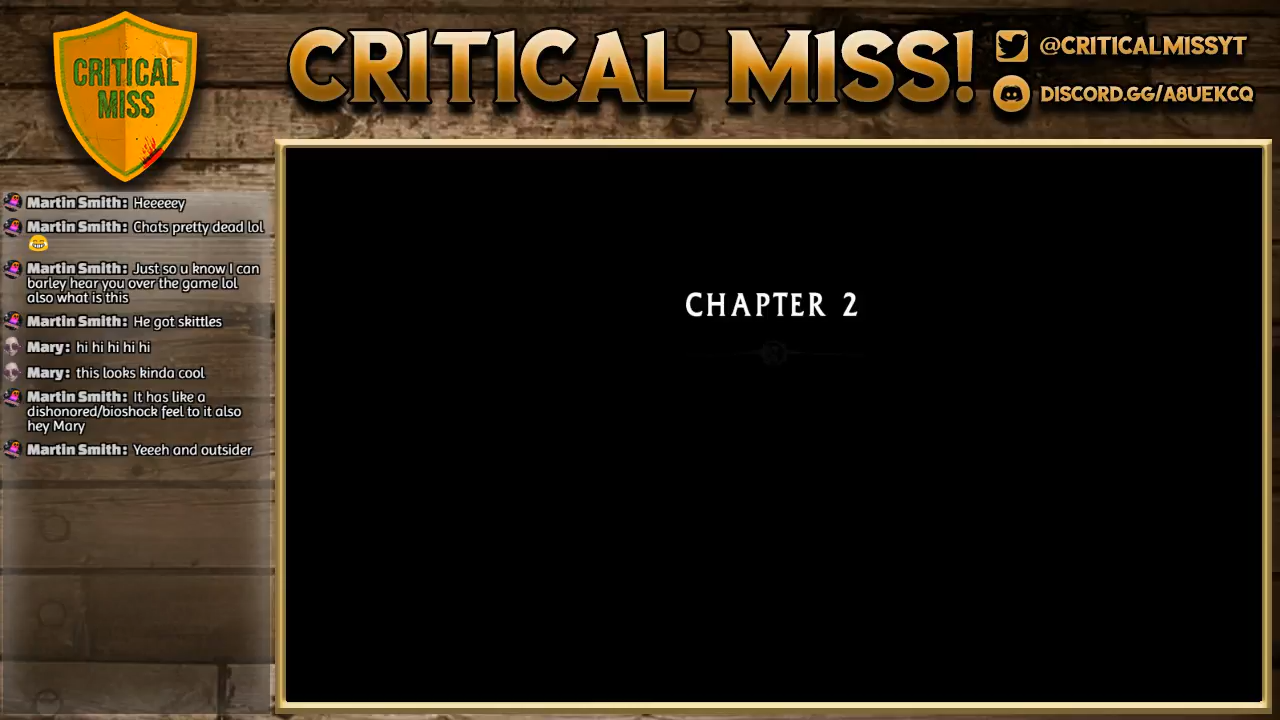 CRITICAL
MISS
CRITICAL MISS!
@CRITICALMISSYT
DISCORD.GG/A8UEKCQ
Martin Smith: Heeeeey
Martin Smith: Chats pretty dead lol
😂
Martin Smith: Just so u know I can
barley hear you over the game lol
also what is this
Martin Smith: He got skittles
Mary: hi hi hi hi hi
Mary: this looks kinda cool
Martin Smith: It has like a
dishonored/bioshock feel to it also
hey Mary
Martin Smith: Yeeeh and outsider
CHAPTER 2